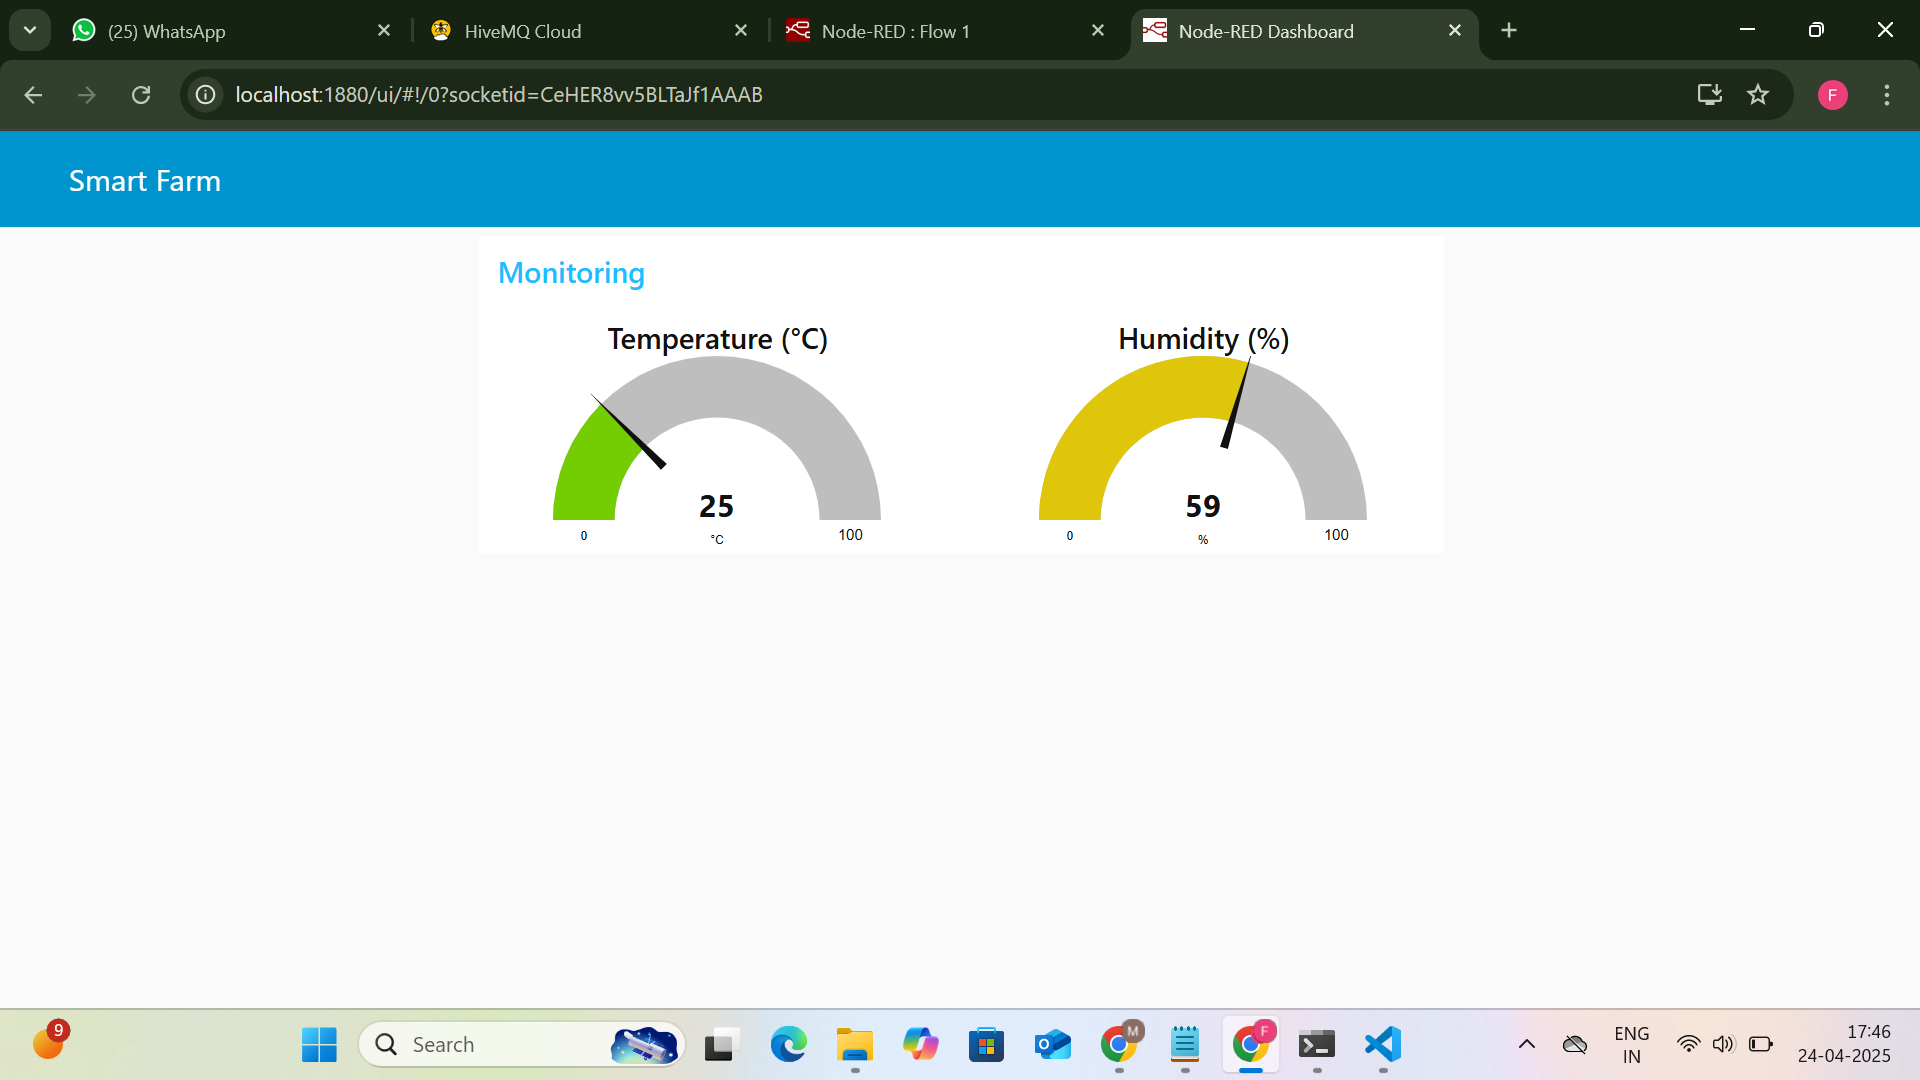 (25) WhatsApp
HiveMQ Cloud
Node-RED : Flow 1
Node-RED Dashboard
localhost:1880/ui/#!/0?socketid=CeHER8vv5BLTaJf1AAAB
F
Smart Farm
Monitoring
Temperature (°C)
25
0
°C
100
Humidity (%)
59
0
%
100
9
Search
M
F
ENG
IN
17:46
24-04-2025